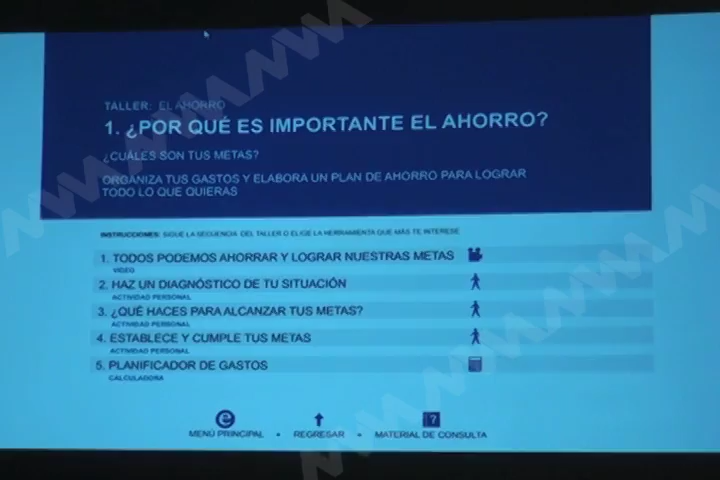 TALLER: EL AHORRO
1. ¿POR QUÉ ES IMPORTANTE EL AHORRO?
¿CUÁLES SON TUS METAS?
ORGANIZA TUS GASTOS Y ELABORA UN PLAN DE AHORRO PARA LOGRAR
TODO LO QUE QUIERAS
INSTRUCCIONES: SIGUE LA SECUENCIA DEL TALLER O ELIGE LA HERRAMIENTA QUE MÁS TE INTERESE
1. TODOS PODEMOS AHORRAR Y LOGRAR NUESTRAS METAS
VIDEO
2. HAZ UN DIAGNÓSTICO DE TU SITUACIÓN
ACTIVIDAD PERSONAL
3. ¿QUÉ HACES PARA ALCANZAR TUS METAS?
ACTIVIDAD PERSONAL
4. ESTABLECE Y CUMPLE TUS METAS
ACTIVIDAD PERSONAL
5. PLANIFICADOR DE GASTOS
CALCULADORA
e ?
MENÚ PRINCIPAL • REGRESAR • MATERIAL DE CONSULTA